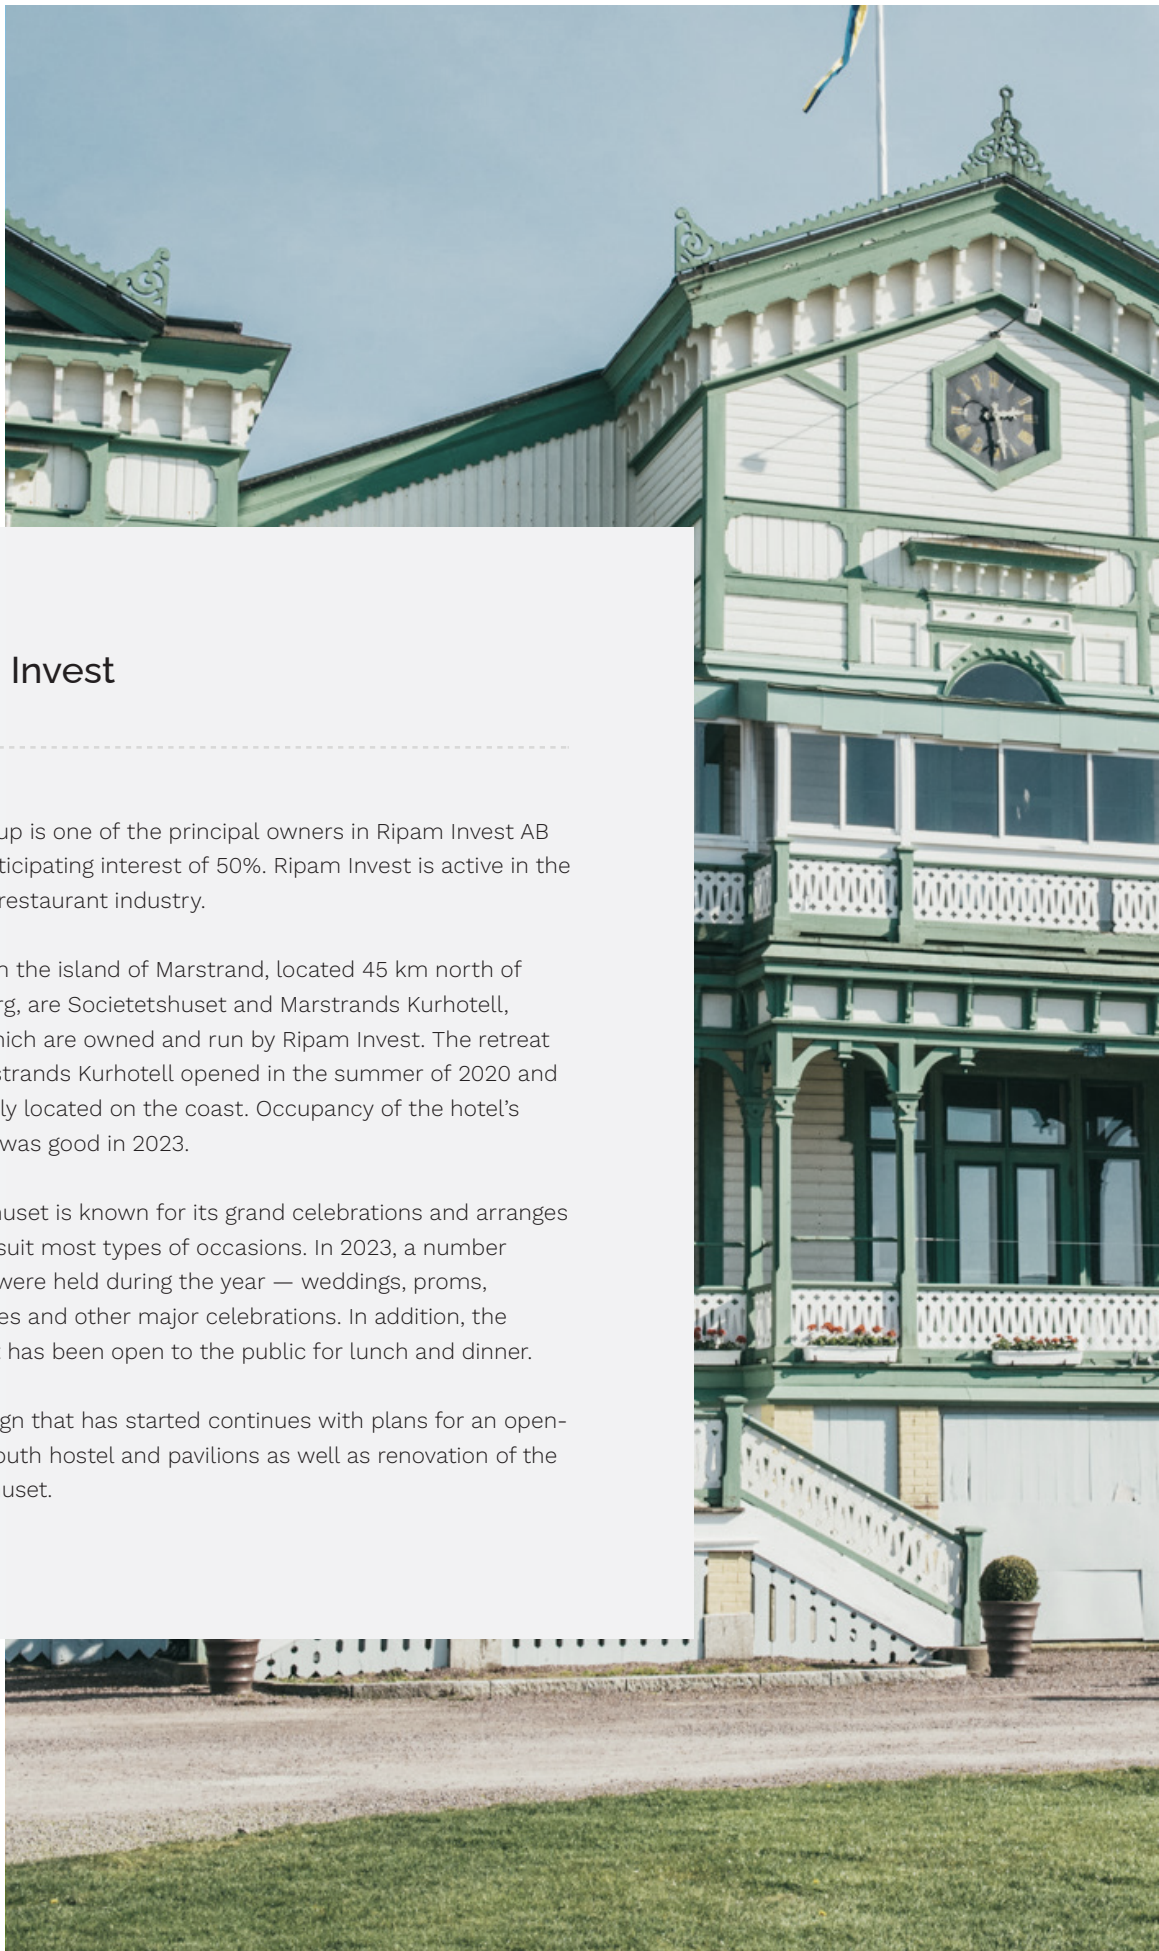 Invest
up is one of the principal owners in Ripam Invest AB
ticipating interest of 50%. Ripam Invest is active in the
restaurant industry.
n the island of Marstrand, located 45 km north of
rg, are Societetshuset and Marstrands Kurhotell,
hich are owned and run by Ripam Invest. The retreat
strands Kurhotell opened in the summer of 2020 and
ly located on the coast. Occupancy of the hotel’s
was good in 2023.
huset is known for its grand celebrations and arranges
suit most types of occasions. In 2023, a number
were held during the year — weddings, proms,
es and other major celebrations. In addition, the
t has been open to the public for lunch and dinner.
gn that has started continues with plans for an open-
outh hostel and pavilions as well as renovation of the
uset.